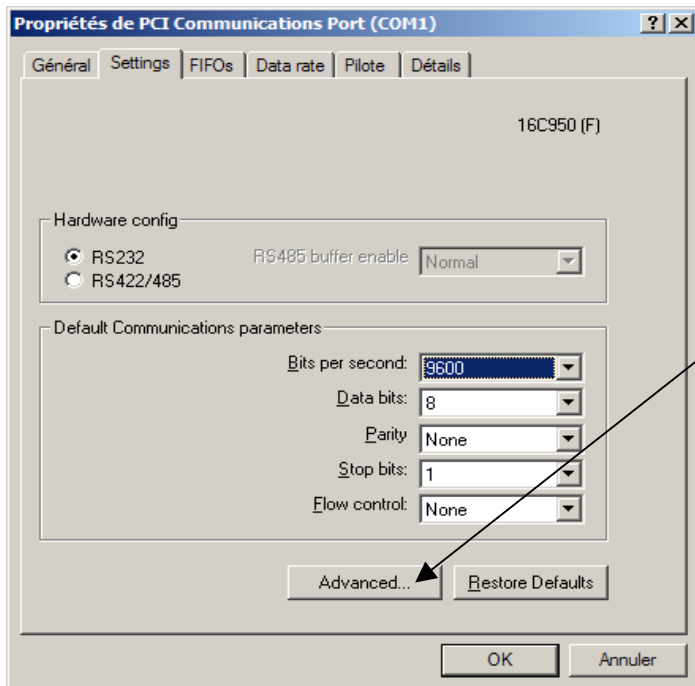 Propriétés de PCI Communications Port (COM1)
Général Settings FIFOs Data rate Pilote Détails
16C950 (F)
Hardware config
RS232 RS485 buffer enable Normal
RS422/485
Default Communications parameters
Bits per second: 9600
Data bits: 8
Parity None
Stop bits: 1
Flow control: None
Advanced... Restore Defaults
OK Annuler